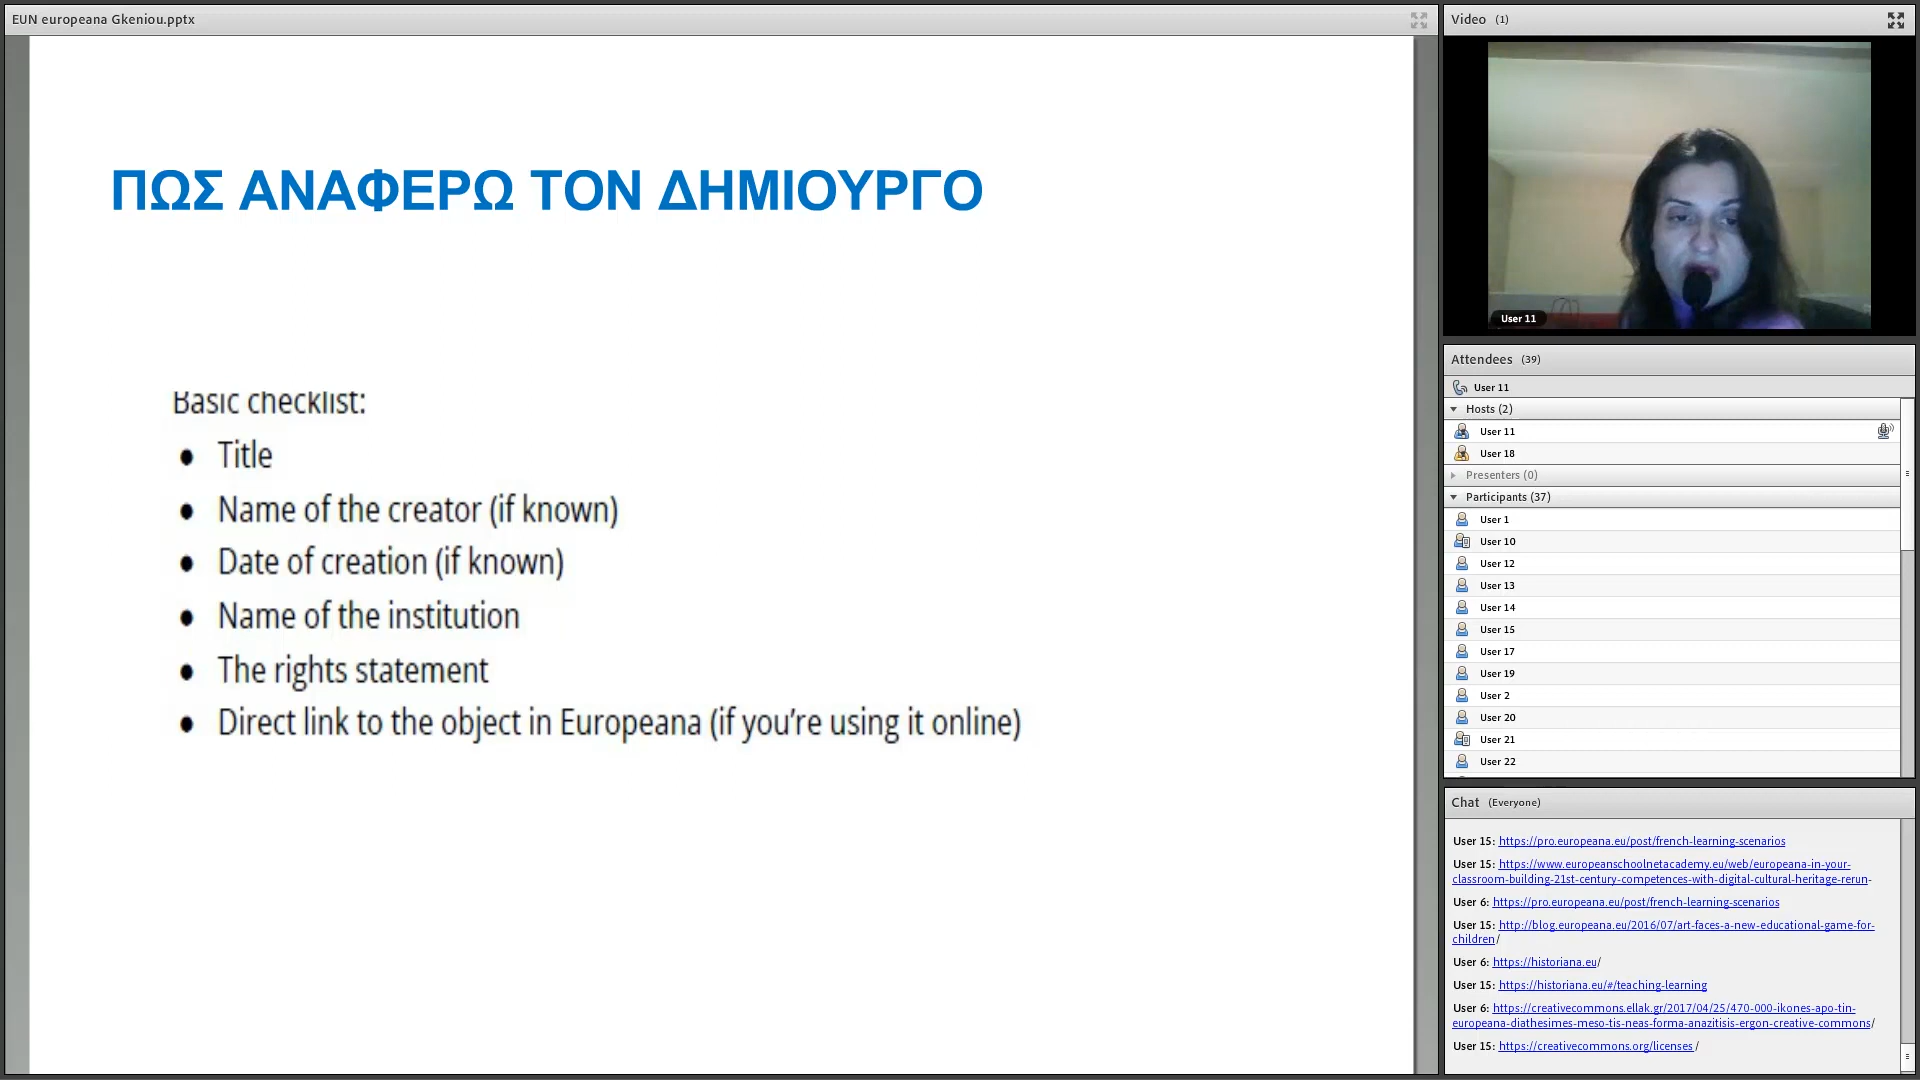 EUN europeana Gkeniou.pptx
ΠΩΣ ΑΝΑΦΕΡΩ ΤΟΝ ΔΗΜΙΟΥΡΓΟ
Basic checklist:
● Title
● Name of the creator (if known)
● Date of creation (if known)
● Name of the institution
● The rights statement
● Direct link to the object in Europeana (if you're using it online)
Video (1)
User 11
Attendees (39)
User 11
Hosts (2)
User 11
User 18
Presenters (0)
Participants (37)
User 1
User 10
User 12
User 13
User 14
User 15
User 17
User 19
User 2
User 20
User 21
User 22
Chat (Everyone)
User 15: https://pro.europeana.eu/post/french-learning-scenarios
User 15: https://www.europeanschoolnetacademy.eu/web/europeana-in-your-
classroom-building-21st-century-competences-with-digital-cultural-heritage-rerun-
User 6: https://pro.europeana.eu/post/french-learning-scenarios
User 15: http://blog.europeana.eu/2016/07/art-faces-a-new-educational-game-for-
children/
User 6: https://historiana.eu/
User 15: https://historiana.eu/#/teaching-learning
User 6: https://creativecommons.ellak.gr/2017/04/25/470-000-ikones-apo-tin-
europeana-diathesimes-meso-tis-neas-forma-anazitisis-ergon-creative-commons/
User 15: https://creativecommons.org/licenses/